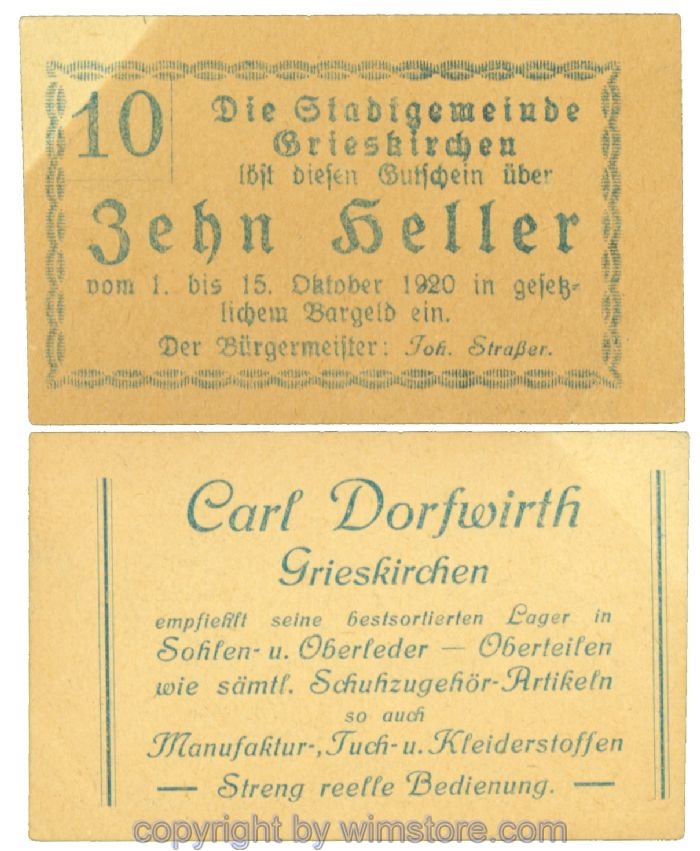 10
Die Stadtgemeinde
Grieskirchen
löst diesen Gutschein über
Zehn Heller
vom 1. bis 15. Oktober 1920 in gesetz-
lichem Bargeld ein.
Der Bürgermeister: Joh. Straßer.
Carl Dorfwirth
Grieskirchen
empfiehlt seine bestsortierten Lager in
Sohlen- u. Oberleder — Oberteilen
wie sämtl. Schuhzugehör-Artikeln
so auch
Manufaktur-, Tuch- u. Kleiderstoffen
— Streng reelle Bedienung. —
copyright by wimstore.com